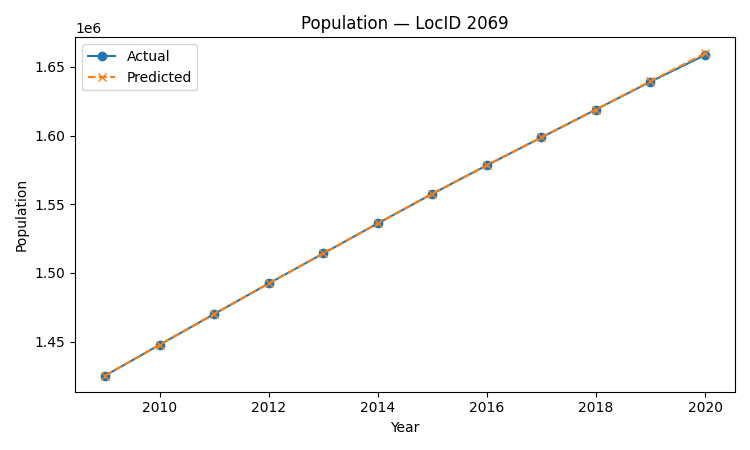 Population — LocID 2069
1e6
Actual
Predicted
1.65
1.60
1.55
1.50
1.45
Population
2010
2012
2014
2016
2018
2020
Year